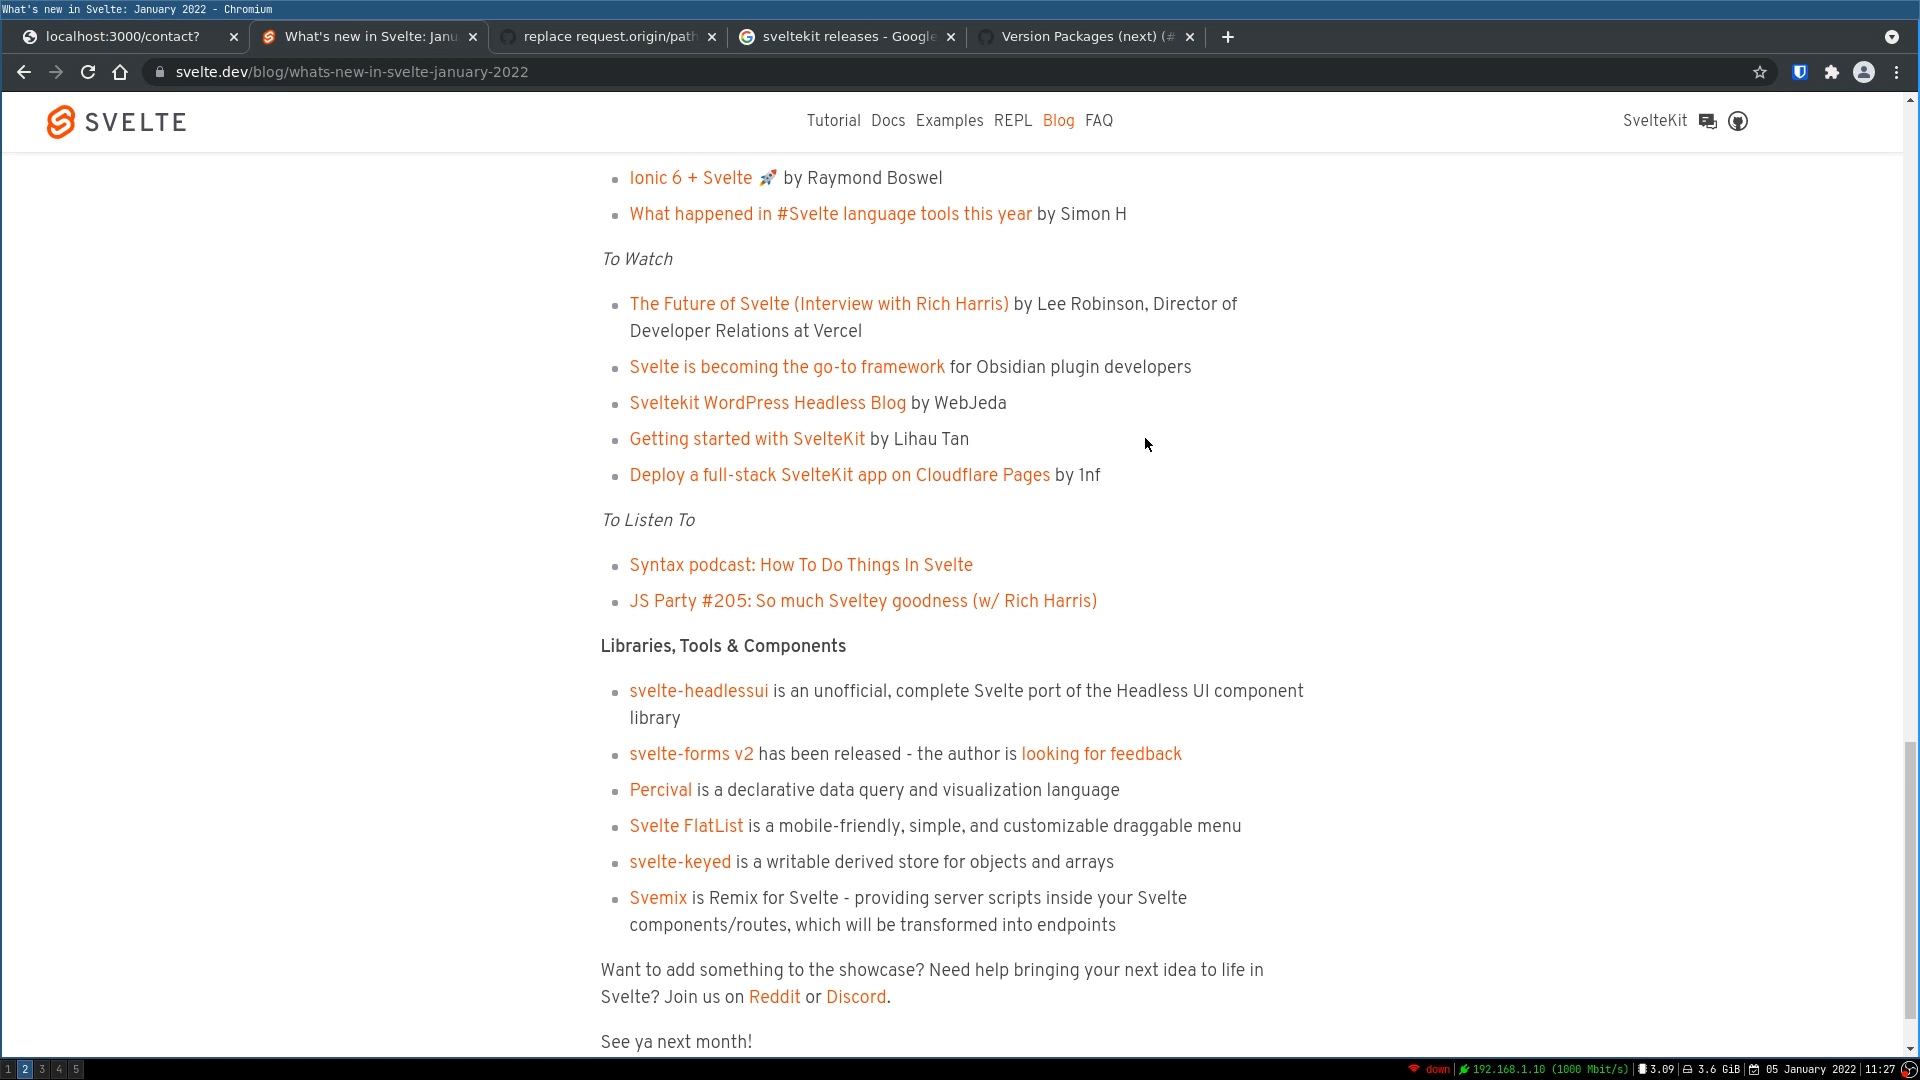 What's new in Svelte: January 2022 - Chromium
localhost:3000/contact?
What's new in Svelte: Janu
replace request.origin/path
sveltekit releases - Google
Version Packages (next) (#
svelte.dev/blog/whats-new-in-svelte-january-2022
SVELTE
Tutorial Docs Examples REPL Blog FAQ
SvelteKit
Ionic 6 + Svelte 🚀 by Raymond Boswel
What happened in #Svelte language tools this year by Simon H
To Watch
The Future of Svelte (Interview with Rich Harris) by Lee Robinson, Director of
Developer Relations at Vercel
Svelte is becoming the go-to framework for Obsidian plugin developers
Sveltekit WordPress Headless Blog by WebJeda
Getting started with SvelteKit by Lihau Tan
Deploy a full-stack SvelteKit app on Cloudflare Pages by 1nf
To Listen To
Syntax podcast: How To Do Things In Svelte
JS Party #205: So much Sveltey goodness (w/ Rich Harris)
Libraries, Tools & Components
svelte-headlessui is an unofficial, complete Svelte port of the Headless UI component
library
svelte-forms v2 has been released - the author is looking for feedback
Percival is a declarative data query and visualization language
Svelte FlatList is a mobile-friendly, simple, and customizable draggable menu
svelte-keyed is a writable derived store for objects and arrays
Svemix is Remix for Svelte - providing server scripts inside your Svelte
components/routes, which will be transformed into endpoints
Want to add something to the showcase? Need help bringing your next idea to life in
Svelte? Join us on Reddit or Discord.
See ya next month!
1 2 3 4 5
down 192.168.1.10 (1000 Mbit/s) 3.09 3.6 GiB 05 January 2022 11:27